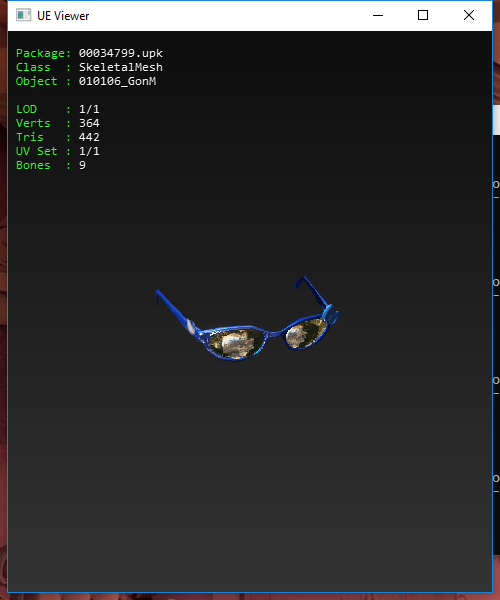 UE Viewer
Package: 00034799.upk
Class : SkeletalMesh
Object : 010106_GonM
LOD : 1/1
Verts : 364
Tris : 442
UV Set : 1/1
Bones : 9